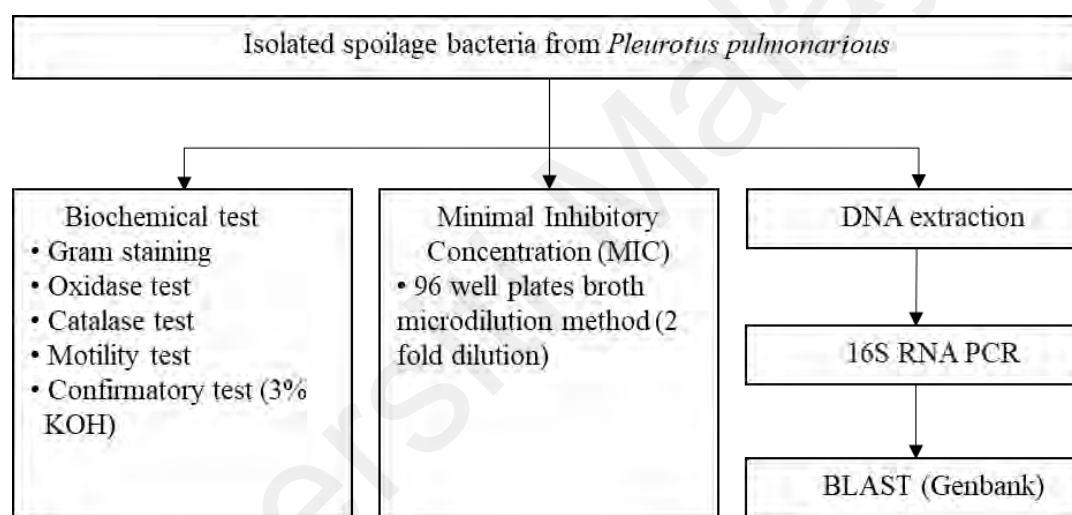 Isolated spoilage bacteria from Pleurotus pulmonarious
Biochemical test
• Gram staining
• Oxidase test
• Catalase test
• Motility test
• Confirmatory test (3%
KOH)
Minimal Inhibitory
Concentration (MIC)
• 96 well plates broth
microdilution method (2
fold dilution)
DNA extraction
16S RNA PCR
BLAST (Genbank)